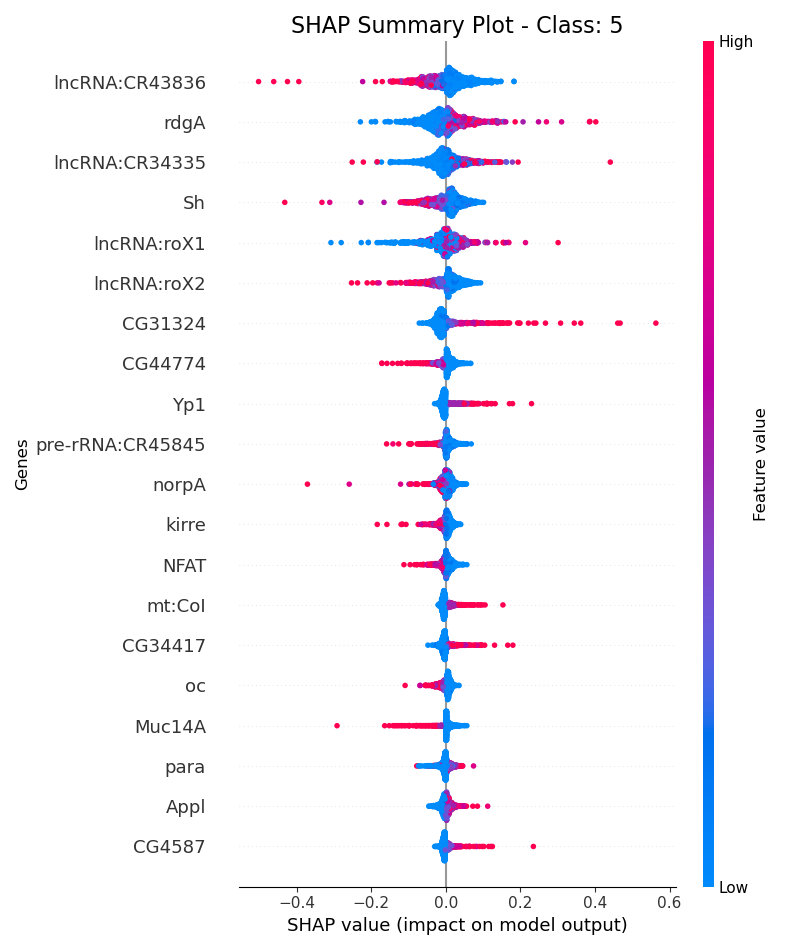 SHAP Summary Plot - Class: 5
High
lncRNA:CR43836
rdgA
lncRNA:CR34335
Sh
lncRNA:roX1
lncRNA:roX2
CG31324
CG44774
Yp1
pre-rRNA:CR45845
norpA
kirre
NFAT
mt:CoI
CG34417
oc
Muc14A
para
Appl
CG4587
Genes
Feature value
Low
−0.4 −0.2 0.0 0.2 0.4 0.6
SHAP value (impact on model output)